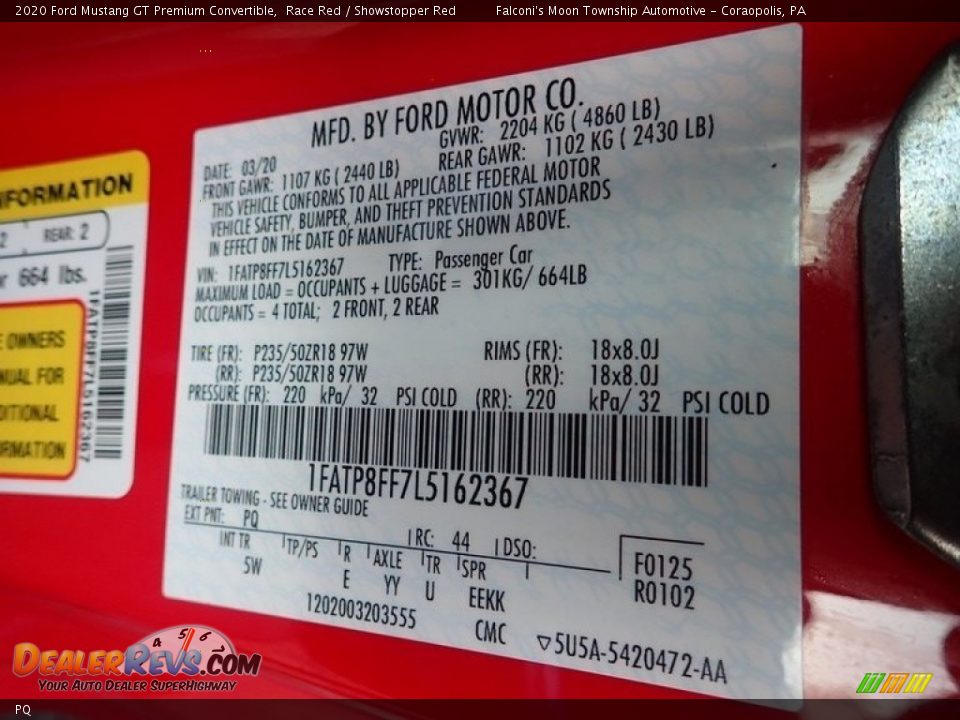 2020 Ford Mustang GT Premium Convertible, Race Red / Showstopper Red Falconi's Moon Township Automotive - Coraopolis, PA
MFD. BY FORD MOTOR CO.
DATE: 03/20 GVWR: 2204 KG ( 4860 LB)
FRONT GAWR: 1107 KG ( 2440 LB) REAR GAWR: 1102 KG ( 2430 LB)
THIS VEHICLE CONFORMS TO ALL APPLICABLE FEDERAL MOTOR
VEHICLE SAFETY, BUMPER, AND THEFT PREVENTION STANDARDS
IN EFFECT ON THE DATE OF MANUFACTURE SHOWN ABOVE.
VIN: 1FATP8FF7L5162367 TYPE: Passenger Car
MAXIMUM LOAD = OCCUPANTS + LUGGAGE = 301KG/ 664LB
OCCUPANTS = 4 TOTAL; 2 FRONT, 2 REAR
TIRE (FR): P235/50ZR18 97W RIMS (FR): 18x8.0J
(RR): P235/50ZR18 97W (RR): 18x8.0J
PRESSURE (FR): 220 kPa/ 32 PSI COLD (RR): 220 kPa/ 32 PSI COLD
1FATP8FF7L5162367
TRAILER TOWING - SEE OWNER GUIDE
EXT PNT: PQ RC: 44 DSO:
INT TR TP/PS R AXLE TR SPR
5W E YY U EEKK
F0125
R0102
1202003203555 CMC ▽5U5A-5420472-AA
FORMATION
2 REAR: 2
r 664 lbs.
E OWNERS
NUAL FOR
DITIONAL
RMATION
1FATP8FF7L5162367
4 5 6
DEALERREVS.COM
YOUR AUTO DEALER SUPERHIGHWAY
PQ